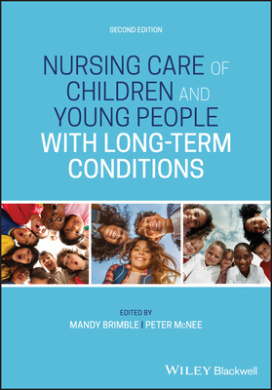 SECOND EDITION
NURSING CARE OF
CHILDREN AND
YOUNG PEOPLE
WITH LONG-TERM
CONDITIONS
EDITED BY
MANDY BRIMBLE | PETER McNEE
WILEY Blackwell